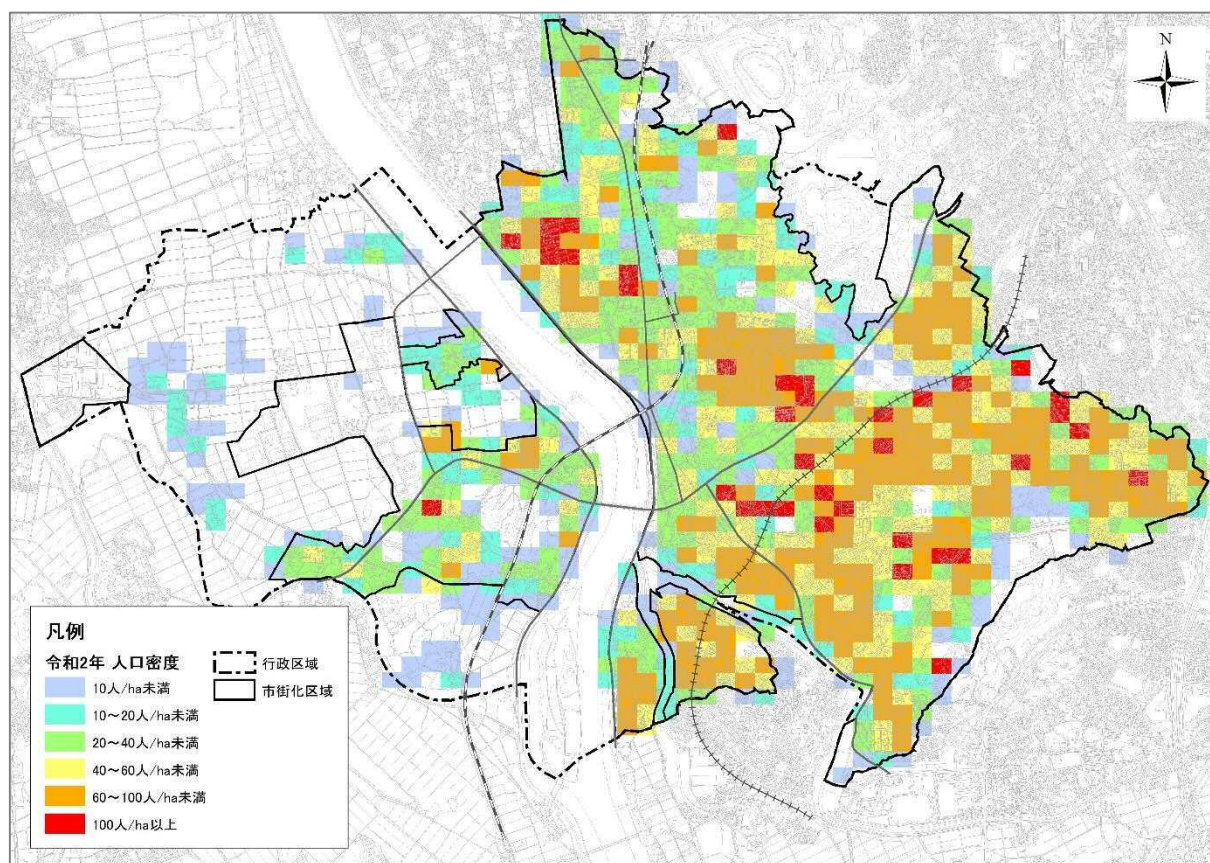 N
凡例
令和2年 人口密度
10人/ha未満
10～20人/ha未満
20～40人/ha未満
40～60人/ha未満
60～100人/ha未満
100人/ha以上
行政区域
市街化区域